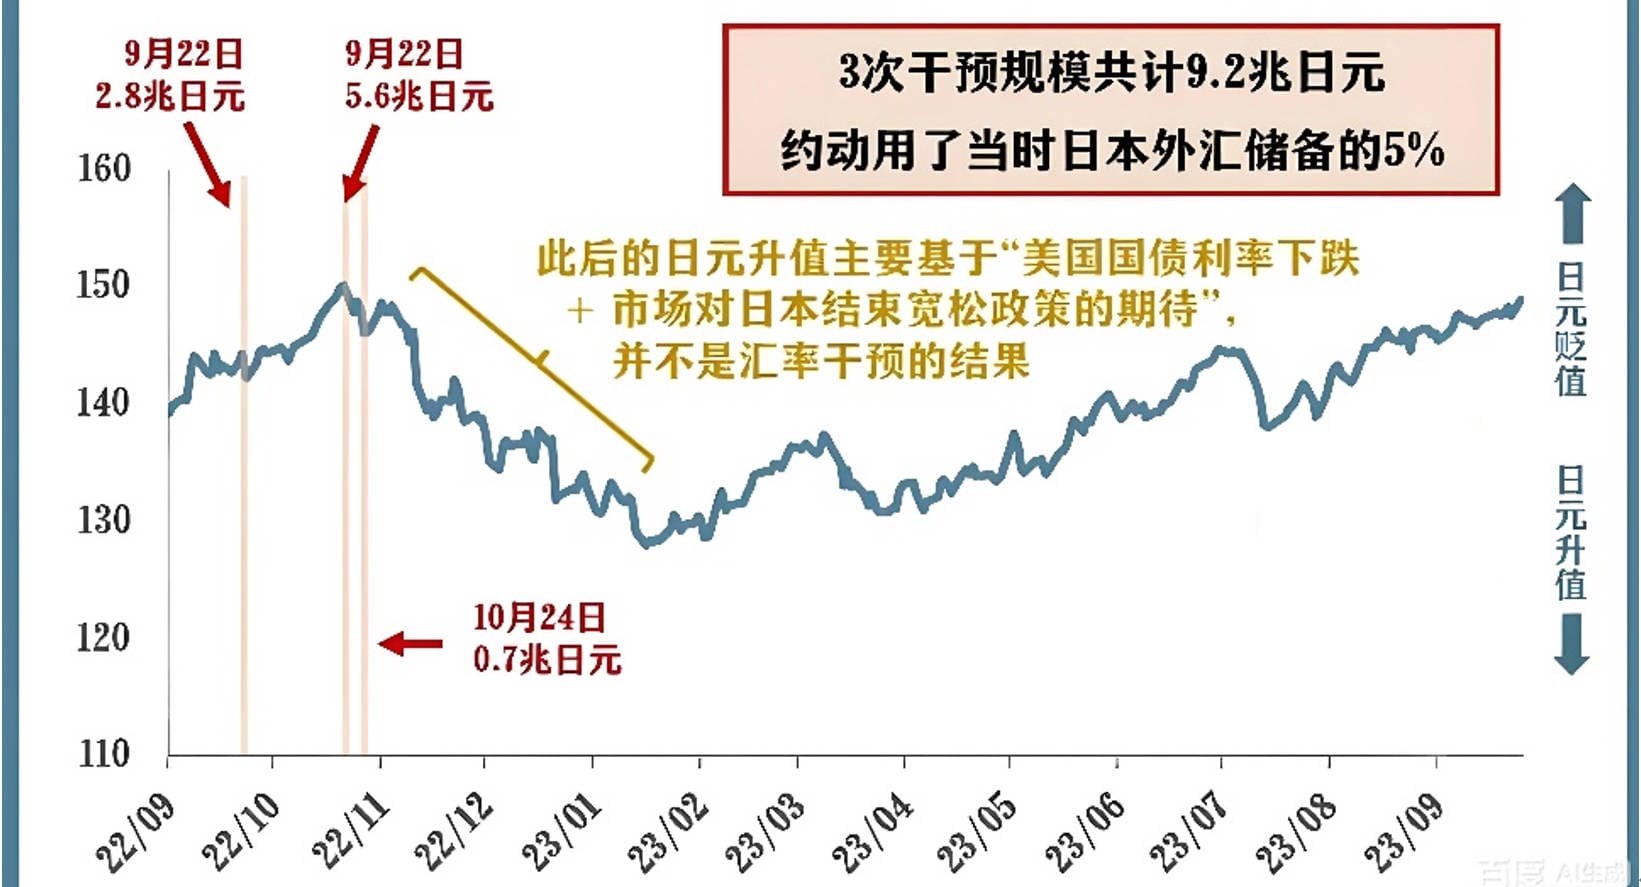 9月22日
2.8兆日元
9月22日
5.6兆日元
3次干预规模共计9.2兆日元
约动用了当时日本外汇储备的5%
此后的日元升值主要基于“美国国债利率下跌
+ 市场对日本结束宽松政策的期待”,
并不是汇率干预的结果
160
150
140
130
120
110
日元贬值
日元升值
10月24日
0.7兆日元
22/09
22/10
22/11
22/12
23/01
23/02
23/03
23/04
23/05
23/06
23/07
23/08
23/09
百度 AI生成